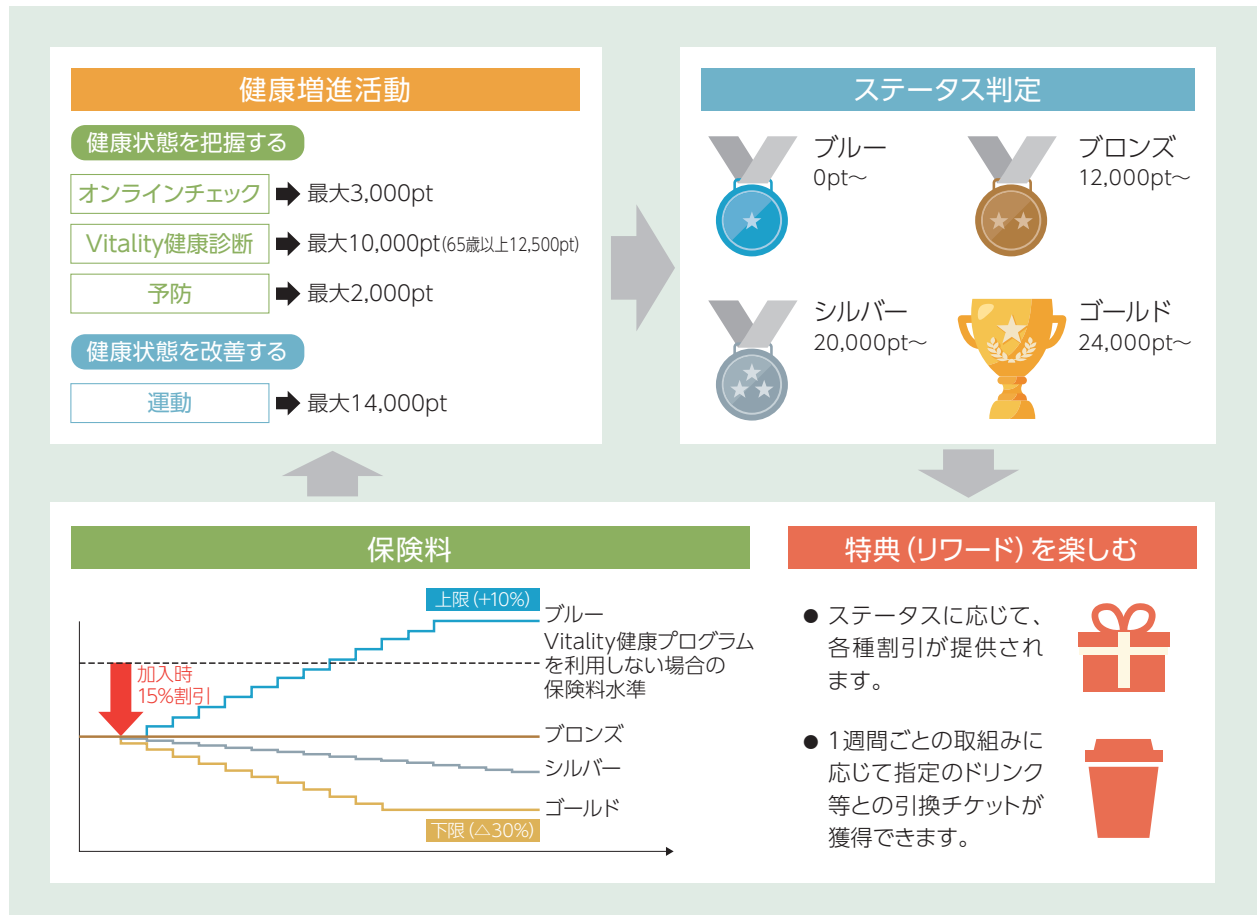 健康増進活動
健康状態を把握する
オンラインチェック
最大3,000pt
Vitality健康診断
最大10,000pt(65歳以上12,500pt)
予防
最大2,000pt
健康状態を改善する
運動
最大14,000pt
ステータス判定
ブルー
0pt～
ブロンズ
12,000pt～
シルバー
20,000pt～
ゴールド
24,000pt～
保険料
上限(+10%)
ブルー
Vitality健康プログラム
を利用しない場合の
保険料水準
加入時
15%割引
ブロンズ
シルバー
ゴールド
下限(△30%)
特典(リワード)を楽しむ
● ステータスに応じて、
各種割引が提供され
ます。
● 1週間ごとの取組みに
応じて指定のドリンク
等との引換チケットが
獲得できます。